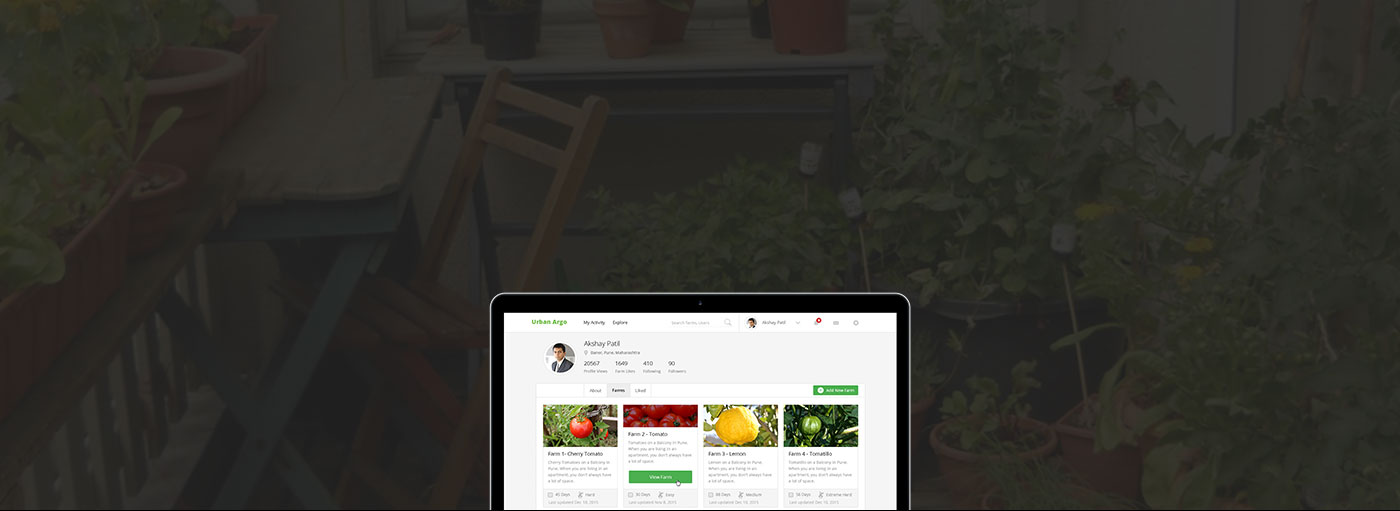 Urban Argo My Activity Explore Search farms, users Akshay Patil
Akshay Patil
Baner, Pune, Maharashtra
20567 1649 410 90
Profile Views Farm Likes Following Followers
About Farms Liked Add New Farm
Farm 1- Cherry Tomato
Cherry Tomatoes on a Balcony in
Pune. When you are living in an
apartment, you don't always have
a lot of space.
45 Days Hard
Last updated Dec 10, 2015
Farm 2 - Tomato
Tomatoes on a Balcony in Pune.
When you are living in an
apartment, you don't always have
a lot of space.
View Farm
30 Days Easy
Last updated Nov 8, 2015
Farm 3 - Lemon
Lemon on a Balcony in Pune.
When you are living in an
apartment, you don't always have
a lot of space.
Days Medium
Last updated Dec 10, 2015
Farm 4 - Tomatillo
Tomatillo on a Balcony in Pune.
When you are living in an
apartment, you don't always have
a lot of space.
Days Extreme Hard
Last updated Dec 10, 2015